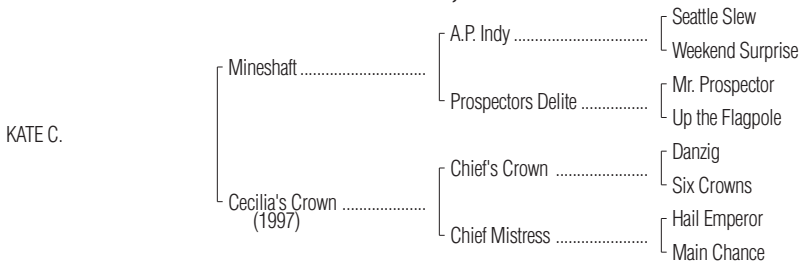 Seattle Slew
A.P. Indy ................................
Weekend Surprise
Mineshaft ..............................
Mr. Prospector
Prospectors Delite ................
Up the Flagpole
KATE C.
Danzig
Chief's Crown ......................
Six Crowns
Cecilia's Crown ....................
(1997)
Hail Emperor
Chief Mistress ......................
Main Chance